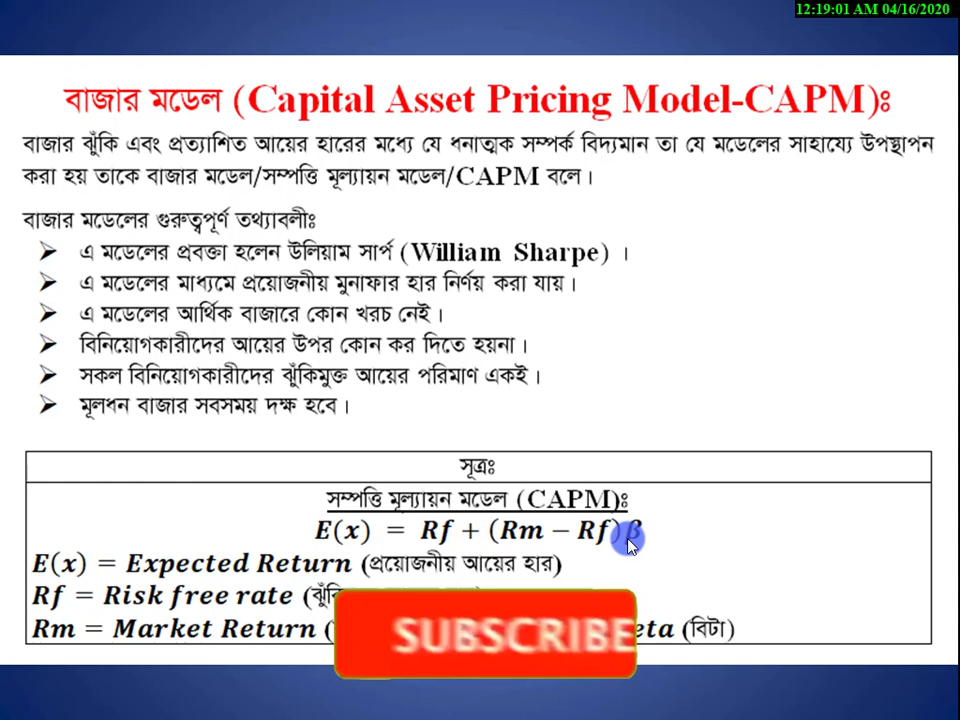 12:19:01 AM 04/16/2020
বাজার মডেল (Capital Asset Pricing Model-CAPM)ঃ
বাজার ঝুঁকি এবং প্রত্যাশিত আয়ের হারের মধ্যে যে ধনাত্মক সম্পর্ক বিদ্যমান তা যে মডেলের সাহায্যে উপস্থাপন
করা হয় তাকে বাজার মডেল/সম্পত্তি মূল্যায়ন মডেল/CAPM বলে।
বাজার মডেলের গুরুত্বপূর্ণ তথ্যাবলীঃ
➢ এ মডেলের প্রবক্তা হলেন উলিয়াম সার্প (William Sharpe) ।
➢ এ মডেলের মাধ্যমে প্রয়োজনীয় মুনাফার হার নির্ণয় করা যায়।
➢ এ মডেলের আর্থিক বাজারে কোন খরচ নেই।
➢ বিনিয়োগকারীদের আয়ের উপর কোন কর দিতে হয়না।
➢ সকল বিনিয়োগকারীদের ঝুঁকিমুক্ত আয়ের পরিমাণ একই।
➢ মূলধন বাজার সবসময় দক্ষ হবে।
সূত্রঃ
সম্পত্তি মূল্যায়ন মডেল (CAPM)ঃ
E(x) = Rf + (Rm − Rf)β
E(x) = Expected Return (প্রয়োজনীয় আয়ের হার)
Rf = Risk free rate
Rm = Market Return (বিটা)
SUBSCRIBE